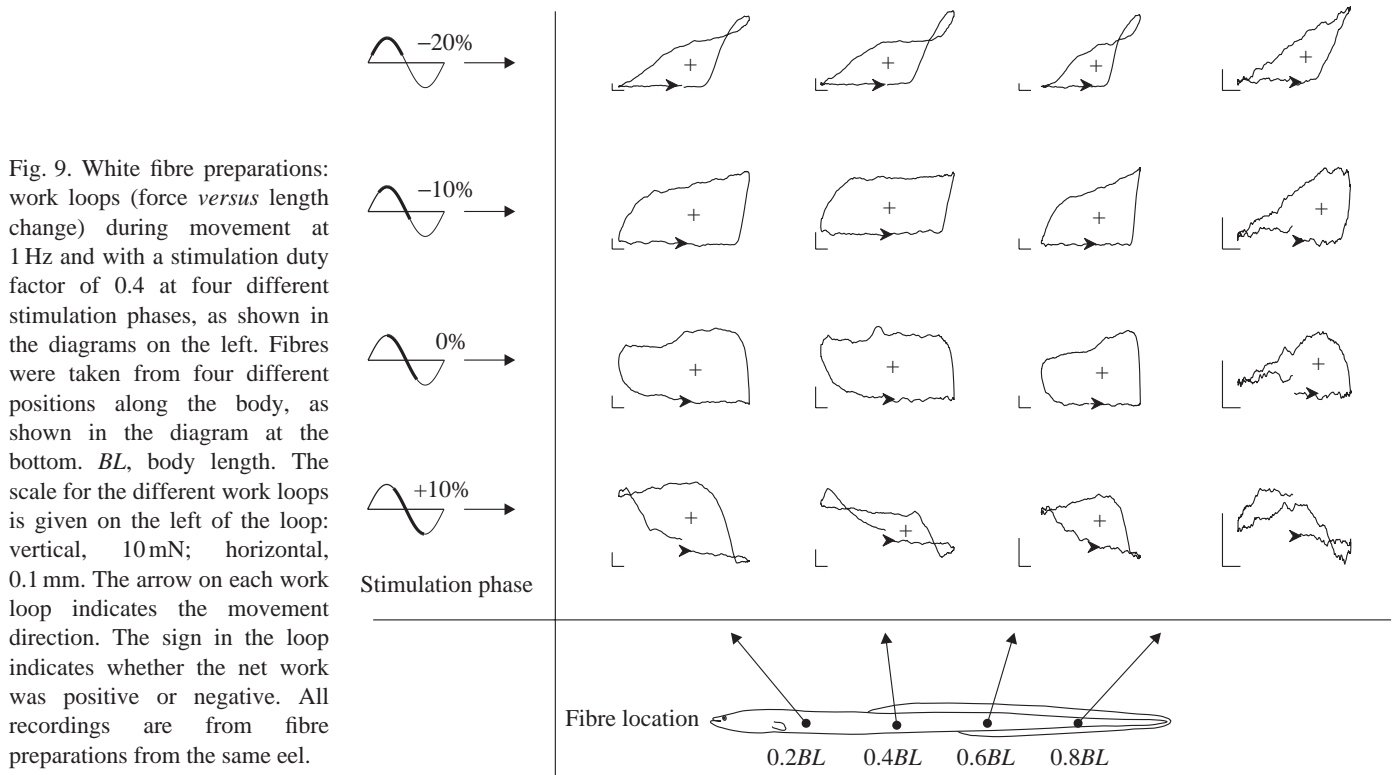 Fig. 9. White fibre preparations:
work loops (force versus length
change) during movement at
1 Hz and with a stimulation duty
factor of 0.4 at four different
stimulation phases, as shown in
the diagrams on the left. Fibres
were taken from four different
positions along the body, as
shown in the diagram at the
bottom. BL, body length. The
scale for the different work loops
is given on the left of the loop:
vertical, 10 mN; horizontal,
0.1 mm. The arrow on each work
loop indicates the movement
direction. The sign in the loop
indicates whether the net work
was positive or negative. All
recordings are from fibre
preparations from the same eel.
−20%
+ + + +
−10%
+ + + +
0%
+ + + +
+10%
+ + +
Stimulation phase
Fibre location
0.2BL 0.4BL 0.6BL 0.8BL